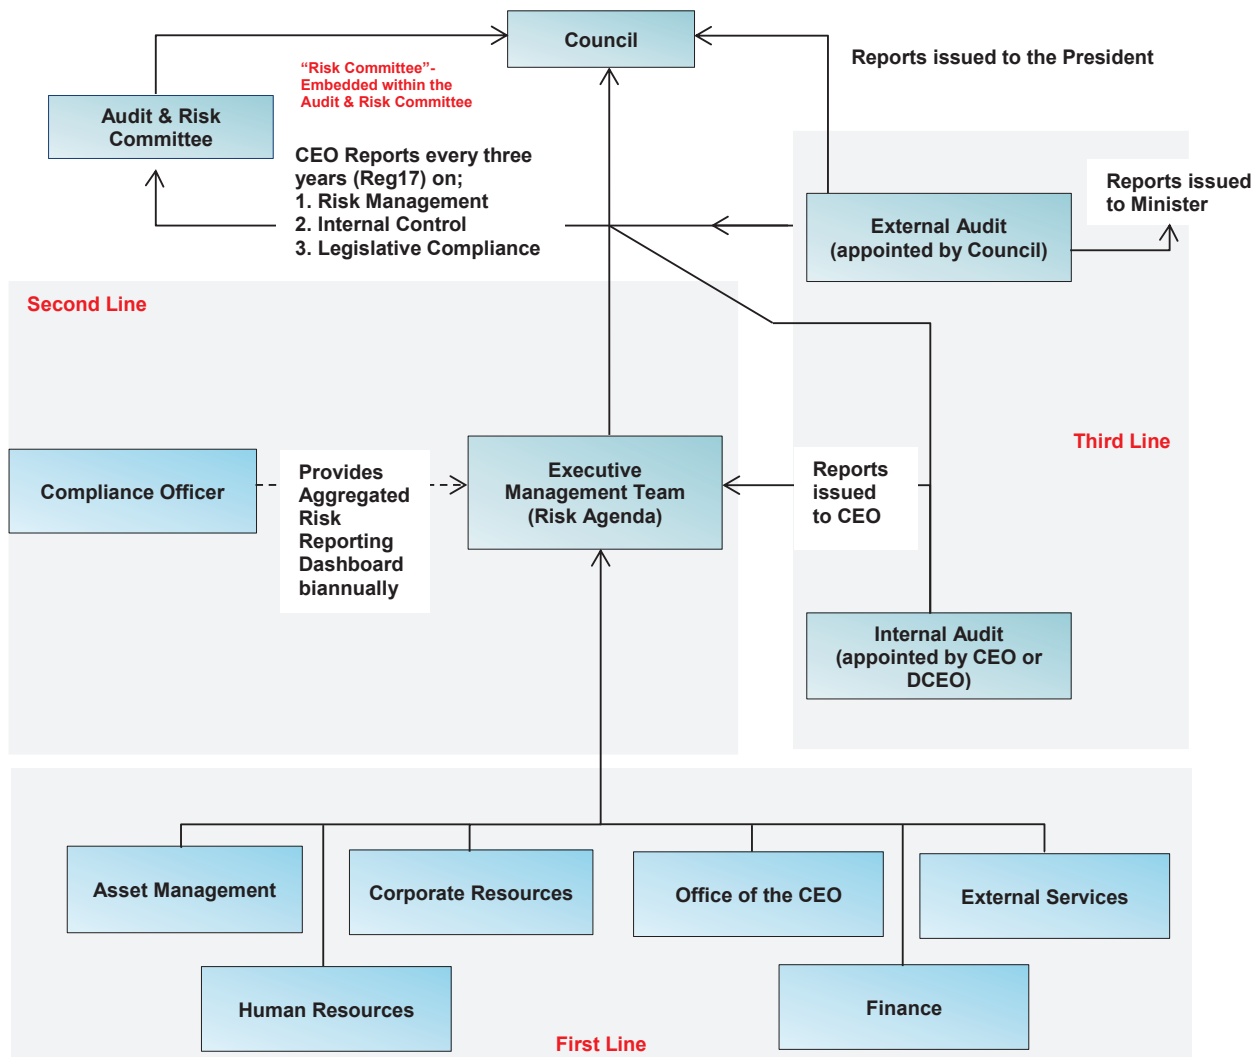 Council
Reports issued to the President
“Risk Committee”-
Embedded within the
Audit & Risk Committee
Audit & Risk
Committee
CEO Reports every three
years (Reg17) on;
1. Risk Management
2. Internal Control
3. Legislative Compliance
External Audit
(appointed by Council)
Reports issued
to Minister
Second Line
Third Line
Compliance Officer
Provides
Aggregated
Risk
Reporting
Dashboard
biannually
Executive
Management Team
(Risk Agenda)
Reports
issued
to CEO
Internal Audit
(appointed by CEO or
DCEO)
Asset Management
Corporate Resources
Office of the CEO
External Services
Human Resources
Finance
First Line